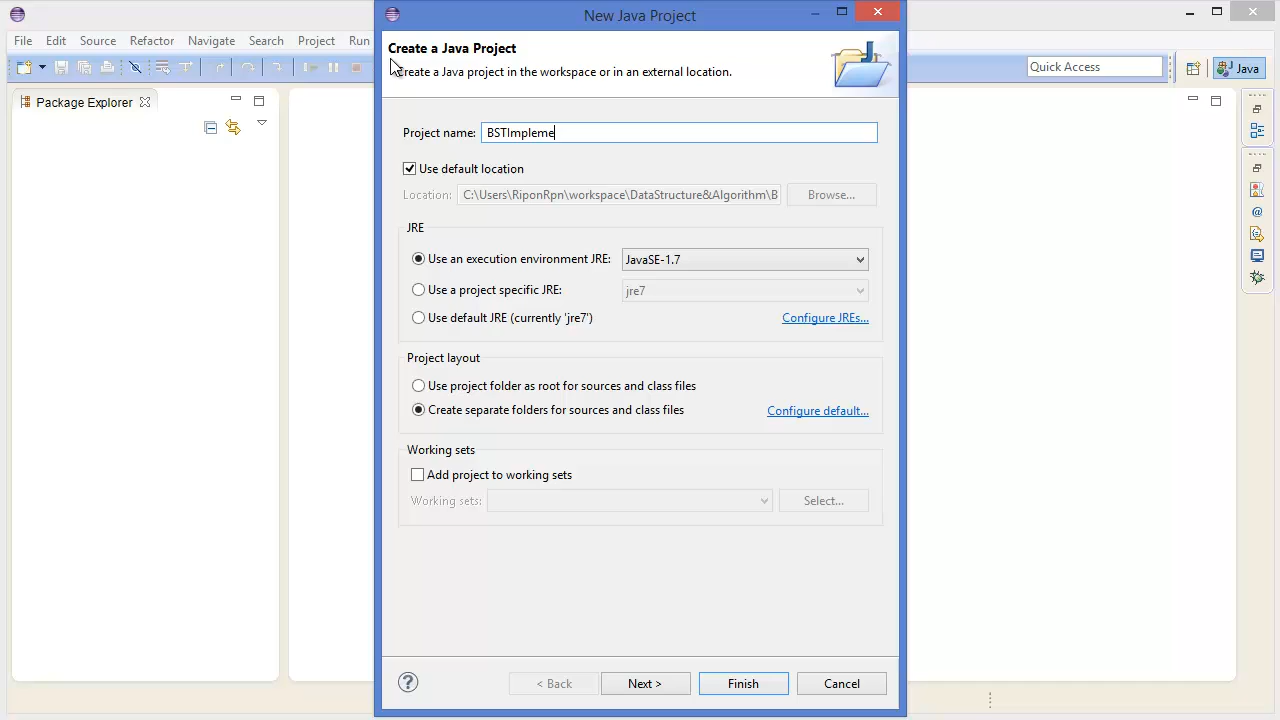 New Java Project
File Edit Source Refactor Navigate Search Project Run
Create a Java Project
Create a Java project in the workspace or in an external location.
Quick Access
Java
Package Explorer
Project name: BSTImpleme
Use default location
Location: C:\Users\RiponRpn\workspace\DataStructure&Algorithm\B Browse...
JRE
Use an execution environment JRE: JavaSE-1.7
Use a project specific JRE: jre7
Use default JRE (currently 'jre7') Configure JREs...
Project layout
Use project folder as root for sources and class files
Create separate folders for sources and class files Configure default...
Working sets
Add project to working sets
Working sets: Select...
< Back Next > Finish Cancel